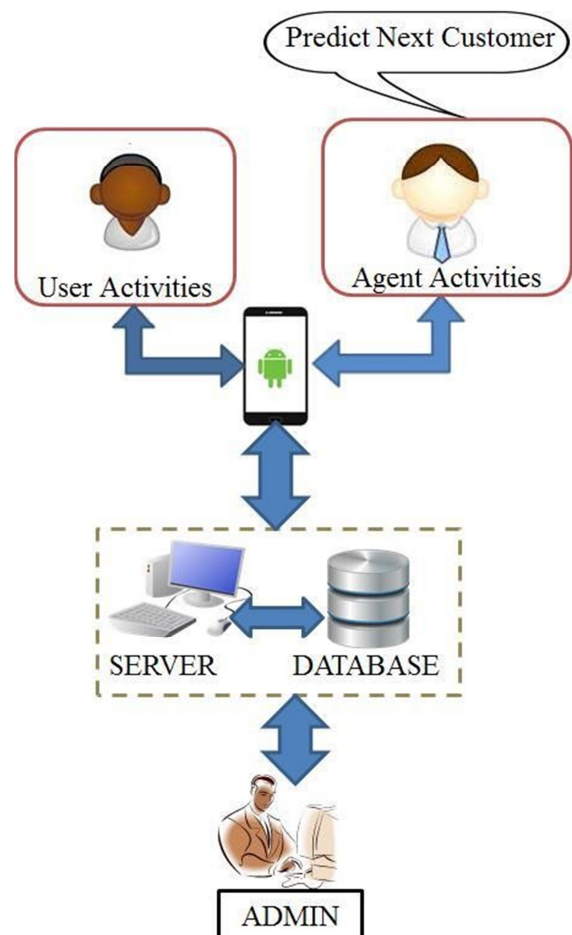 Predict Next Customer
User Activities
Agent Activities
SERVER
DATABASE
ADMIN